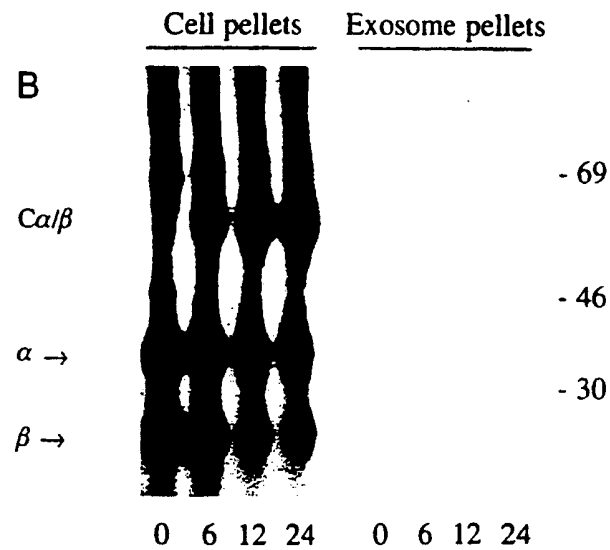 Cell pellets Exosome pellets
B
- 69
Cα/β
- 46
α →
- 30
β →
0 6 12 24 0 6 12 24